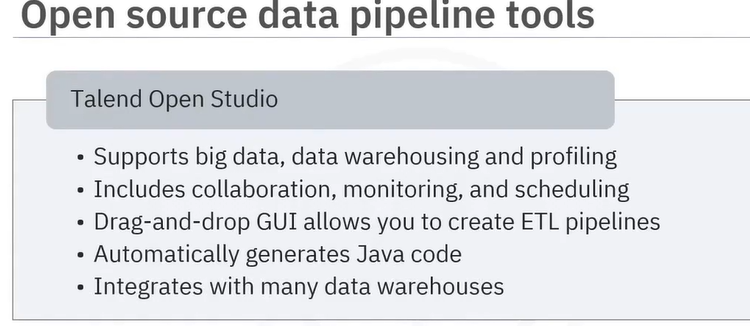 Open source data pipeline tools
Talend Open Studio
• Supports big data, data warehousing and profiling
• Includes collaboration, monitoring, and scheduling
• Drag-and-drop GUI allows you to create ETL pipelines
• Automatically generates Java code
• Integrates with many data warehouses